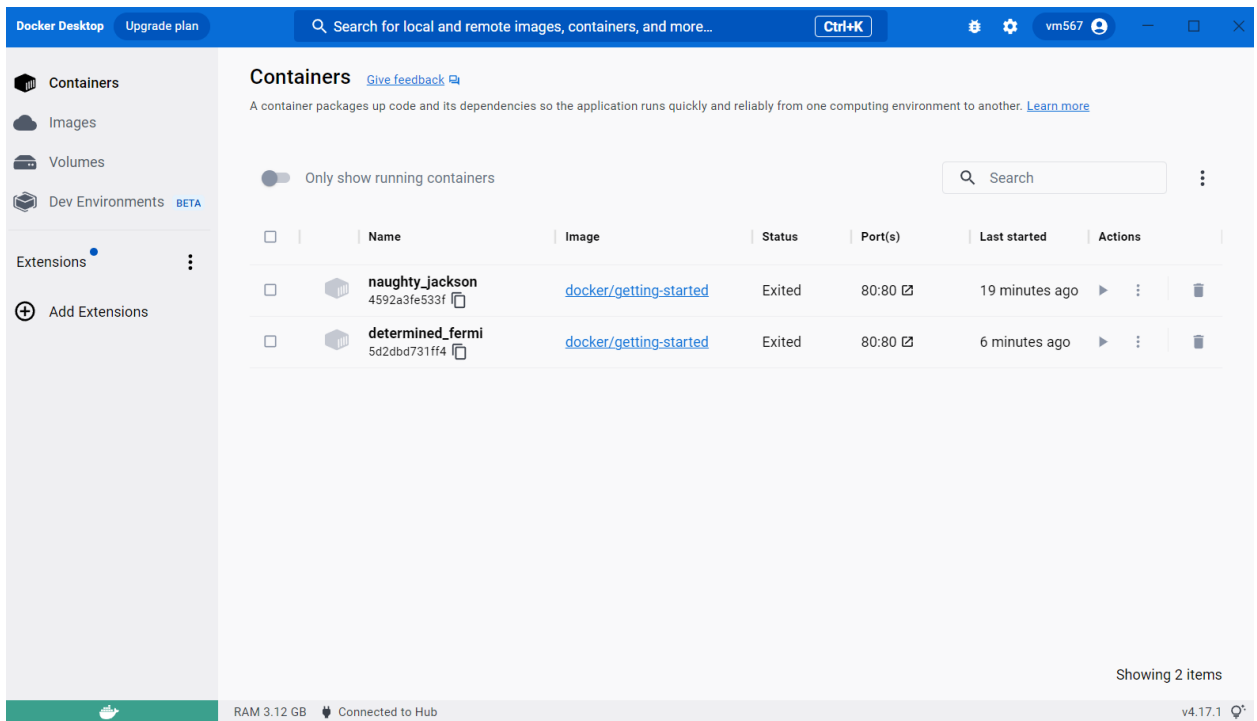 Docker Desktop Upgrade plan Search for local and remote images, containers, and more... Ctrl+K vm567
Containers
Images
Volumes
Dev Environments BETA
Extensions
Add Extensions
Containers Give feedback
A container packages up code and its dependencies so the application runs quickly and reliably from one computing environment to another. Learn more
Only show running containers Search
Name Image Status Port(s) Last started Actions
naughty_jackson
4592a3fe533f docker/getting-started Exited 80:80 19 minutes ago
determined_fermi
5d2dbd731ff4 docker/getting-started Exited 80:80 6 minutes ago
Showing 2 items
RAM 3.12 GB Connected to Hub v4.17.1